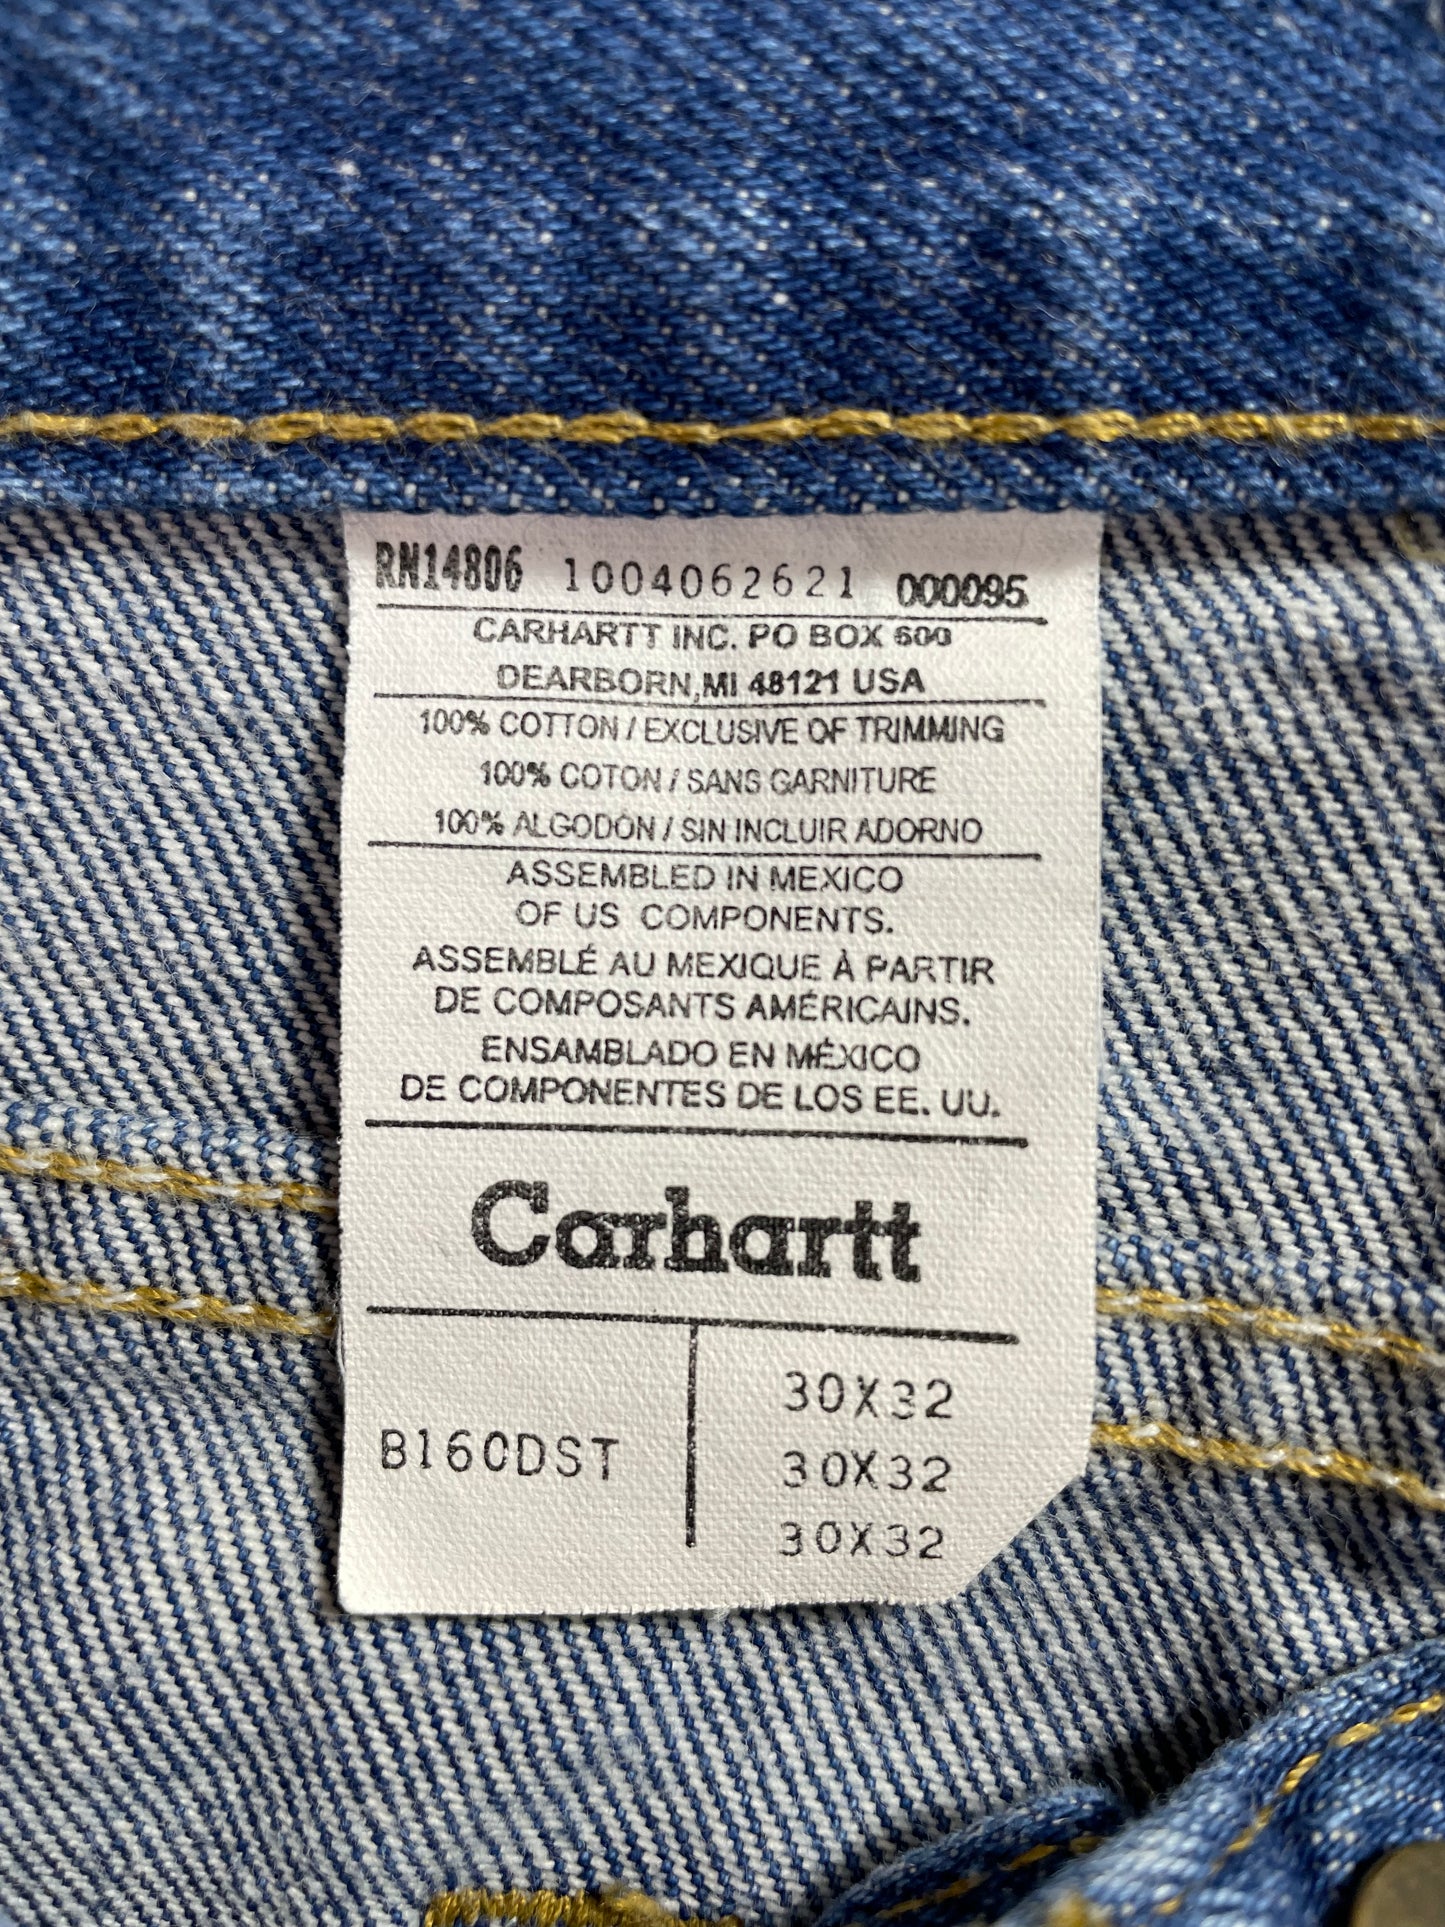 RN14806 1004062621 000095
CARHARTT INC. PO BOX 600
DEARBORN,MI 48121 USA
100% COTTON / EXCLUSIVE OF TRIMMING
100% COTON / SANS GARNITURE
100% ALGODÓN / SIN INCLUIR ADORNO
ASSEMBLED IN MEXICO
OF US COMPONENTS.
ASSEMBLÉ AU MEXIQUE À PARTIR
DE COMPOSANTS AMÉRICAINS.
ENSAMBLADO EN MÉXICO
DE COMPONENTES DE LOS EE. UU.
Carhartt
B160DST
30X32
30X32
30X32